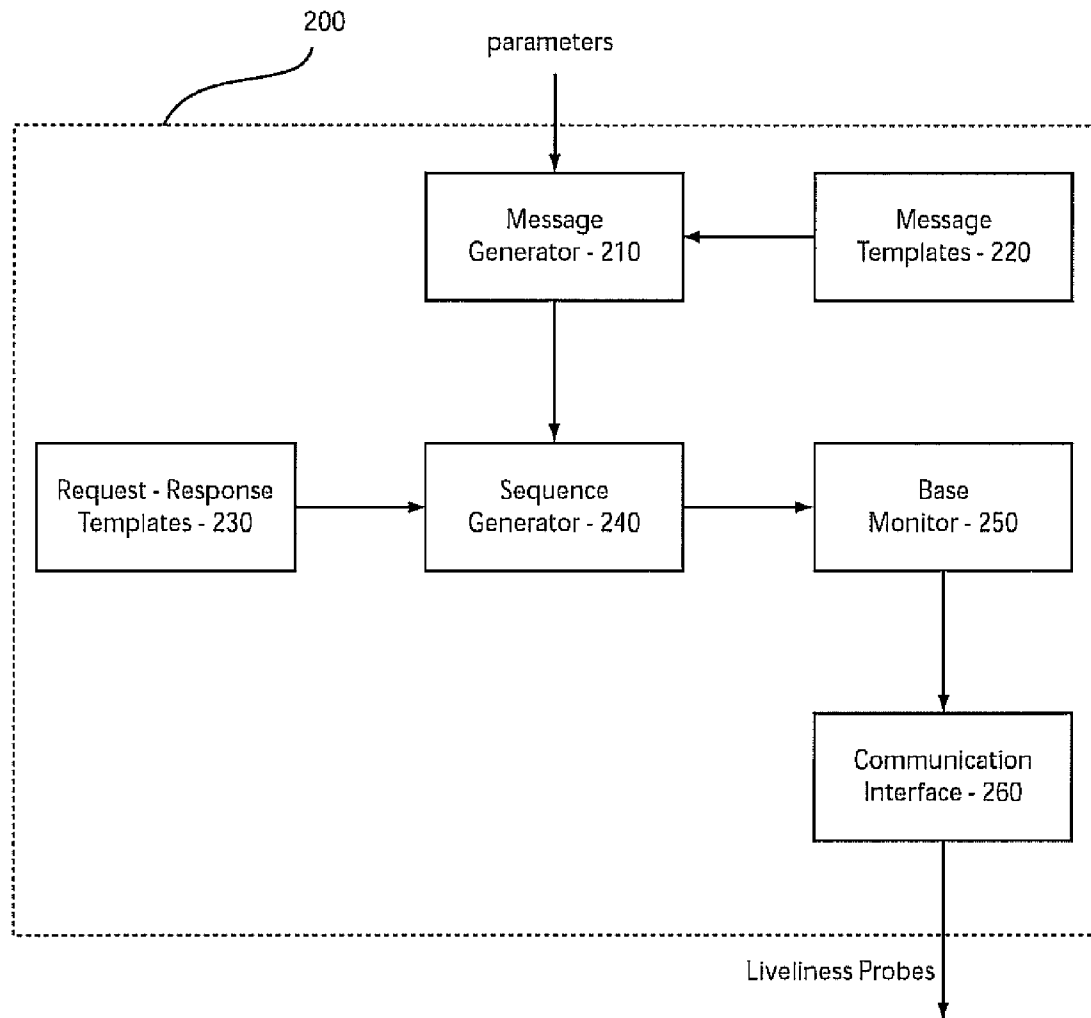 200
parameters
Message
Generator - 210
Message
Templates - 220
Request - Response
Templates - 230
Sequence
Generator - 240
Base
Monitor - 250
Communication
Interface - 260
Liveliness Probes